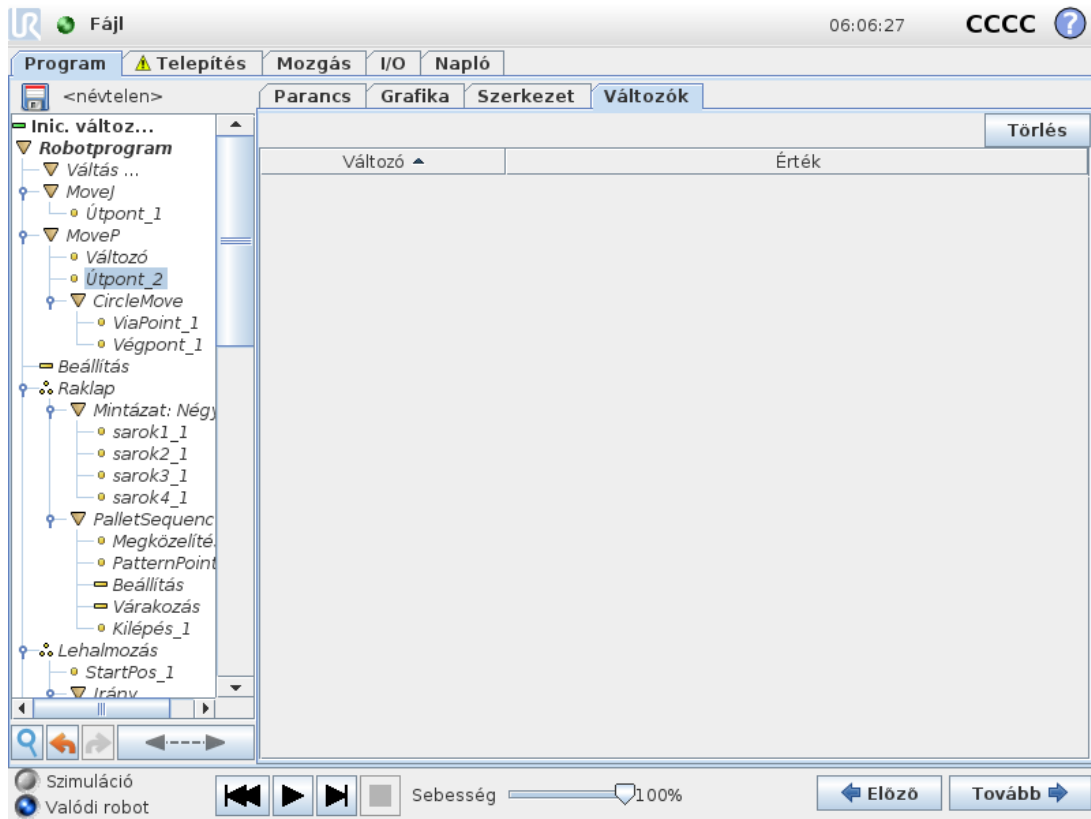 Fájl
06:06:27
CCCC
?
Program
Telepítés
Mozgás
I/O
Napló
<névtelen>
Parancs
Grafika
Szerkezet
Változók
Törlés
Változó
Érték
Inic. változ...
Robotprogram
Váltás ...
MoveJ
Útpont_1
MoveP
Változó
Útpont_2
CircleMove
ViaPoint_1
Végpont_1
Beállítás
Raklap
Mintázat: Négy
sarok1_1
sarok2_1
sarok3_1
sarok4_1
PalletSequenc
Megközelíté
PatternPoint
Beállítás
Várakozás
Kilépés_1
Lehalmozás
StartPos_1
Irány
Szimuláció
Valódi robot
Sebesség
100%
Előző
Tovább